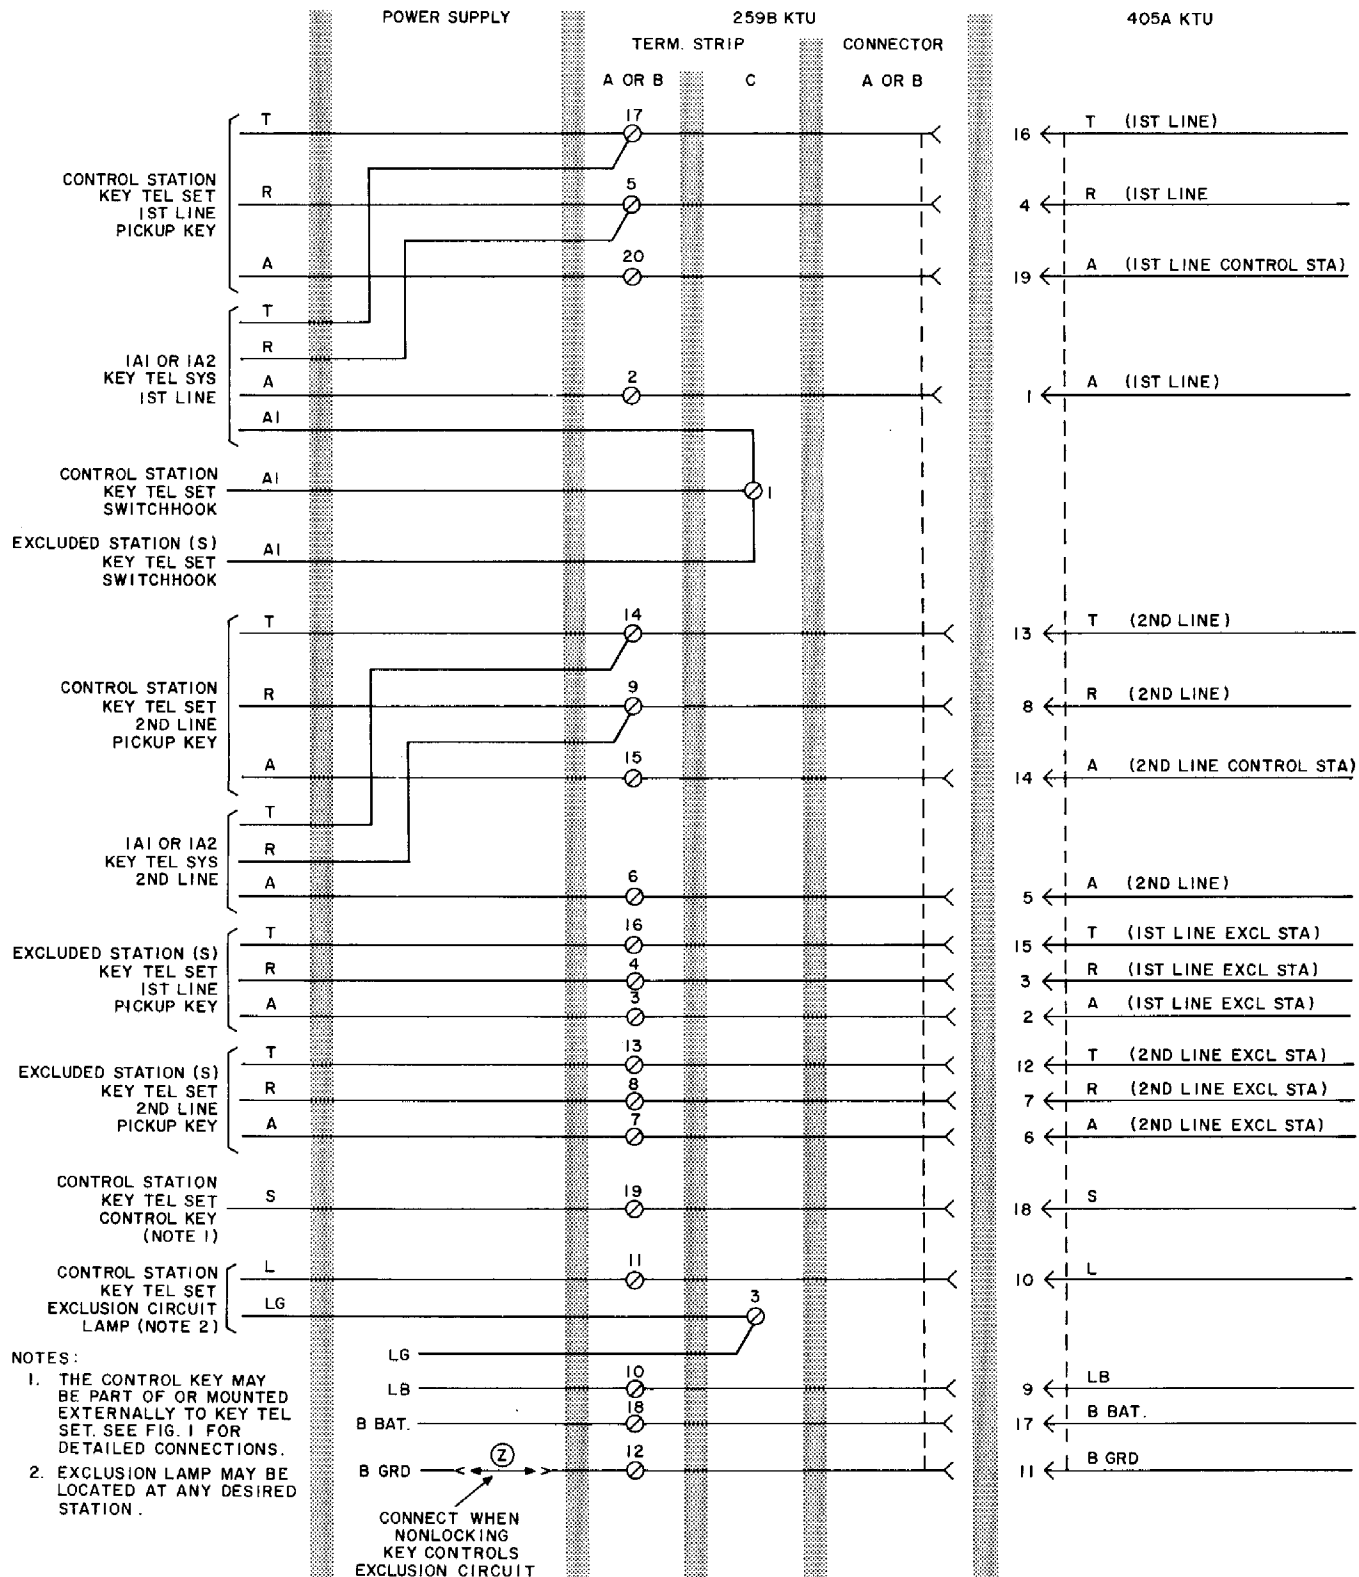 POWER SUPPLY 259B KTU 405A KTU
TERM. STRIP CONNECTOR
A OR B C A OR B
T 17 16 T (1ST LINE)
CONTROL STATION
KEY TEL SET
1ST LINE
PICKUP KEY
R 5 4 R (1ST LINE
A 20 19 A (1ST LINE CONTROL STA)
T
R
1A1 OR 1A2
KEY TEL SYS
1ST LINE
A 2 1 A (1ST LINE)
A1
CONTROL STATION
KEY TEL SET
SWITCHHOOK
A1 1
EXCLUDED STATION (S)
KEY TEL SET
SWITCHHOOK
A1
T 14 13 T (2ND LINE)
CONTROL STATION
KEY TEL SET
2ND LINE
PICKUP KEY
R 9 8 R (2ND LINE)
A 15 14 A (2ND LINE CONTROL STA)
T
1A1 OR 1A2
KEY TEL SYS
2ND LINE
R
A 6 5 A (2ND LINE)
EXCLUDED STATION (S)
KEY TEL SET
1ST LINE
PICKUP KEY
T 16 15 T (1ST LINE EXCL STA)
R 4 3 R (1ST LINE EXCL STA)
A 3 2 A (1ST LINE EXCL STA)
EXCLUDED STATION (S)
KEY TEL SET
2ND LINE
PICKUP KEY
T 13 12 T (2ND LINE EXCL STA)
R 8 7 R (2ND LINE EXCL STA)
A 7 6 A (2ND LINE EXCL STA)
CONTROL STATION
KEY TEL SET
CONTROL KEY
(NOTE 1)
S 19 18 S
CONTROL STATION
KEY TEL SET
EXCLUSION CIRCUIT
LAMP (NOTE 2)
L 11 10 L
LG 3
LG
LB 10 9 LB
B BAT. 18 17 B BAT.
B GRD Z 12 11 B GRD
CONNECT WHEN
NONLOCKING
KEY CONTROLS
EXCLUSION CIRCUIT
NOTES:
1. THE CONTROL KEY MAY
BE PART OF OR MOUNTED
EXTERNALLY TO KEY TEL
SET. SEE FIG. 1 FOR
DETAILED CONNECTIONS.
2. EXCLUSION LAMP MAY BE
LOCATED AT ANY DESIRED
STATION.